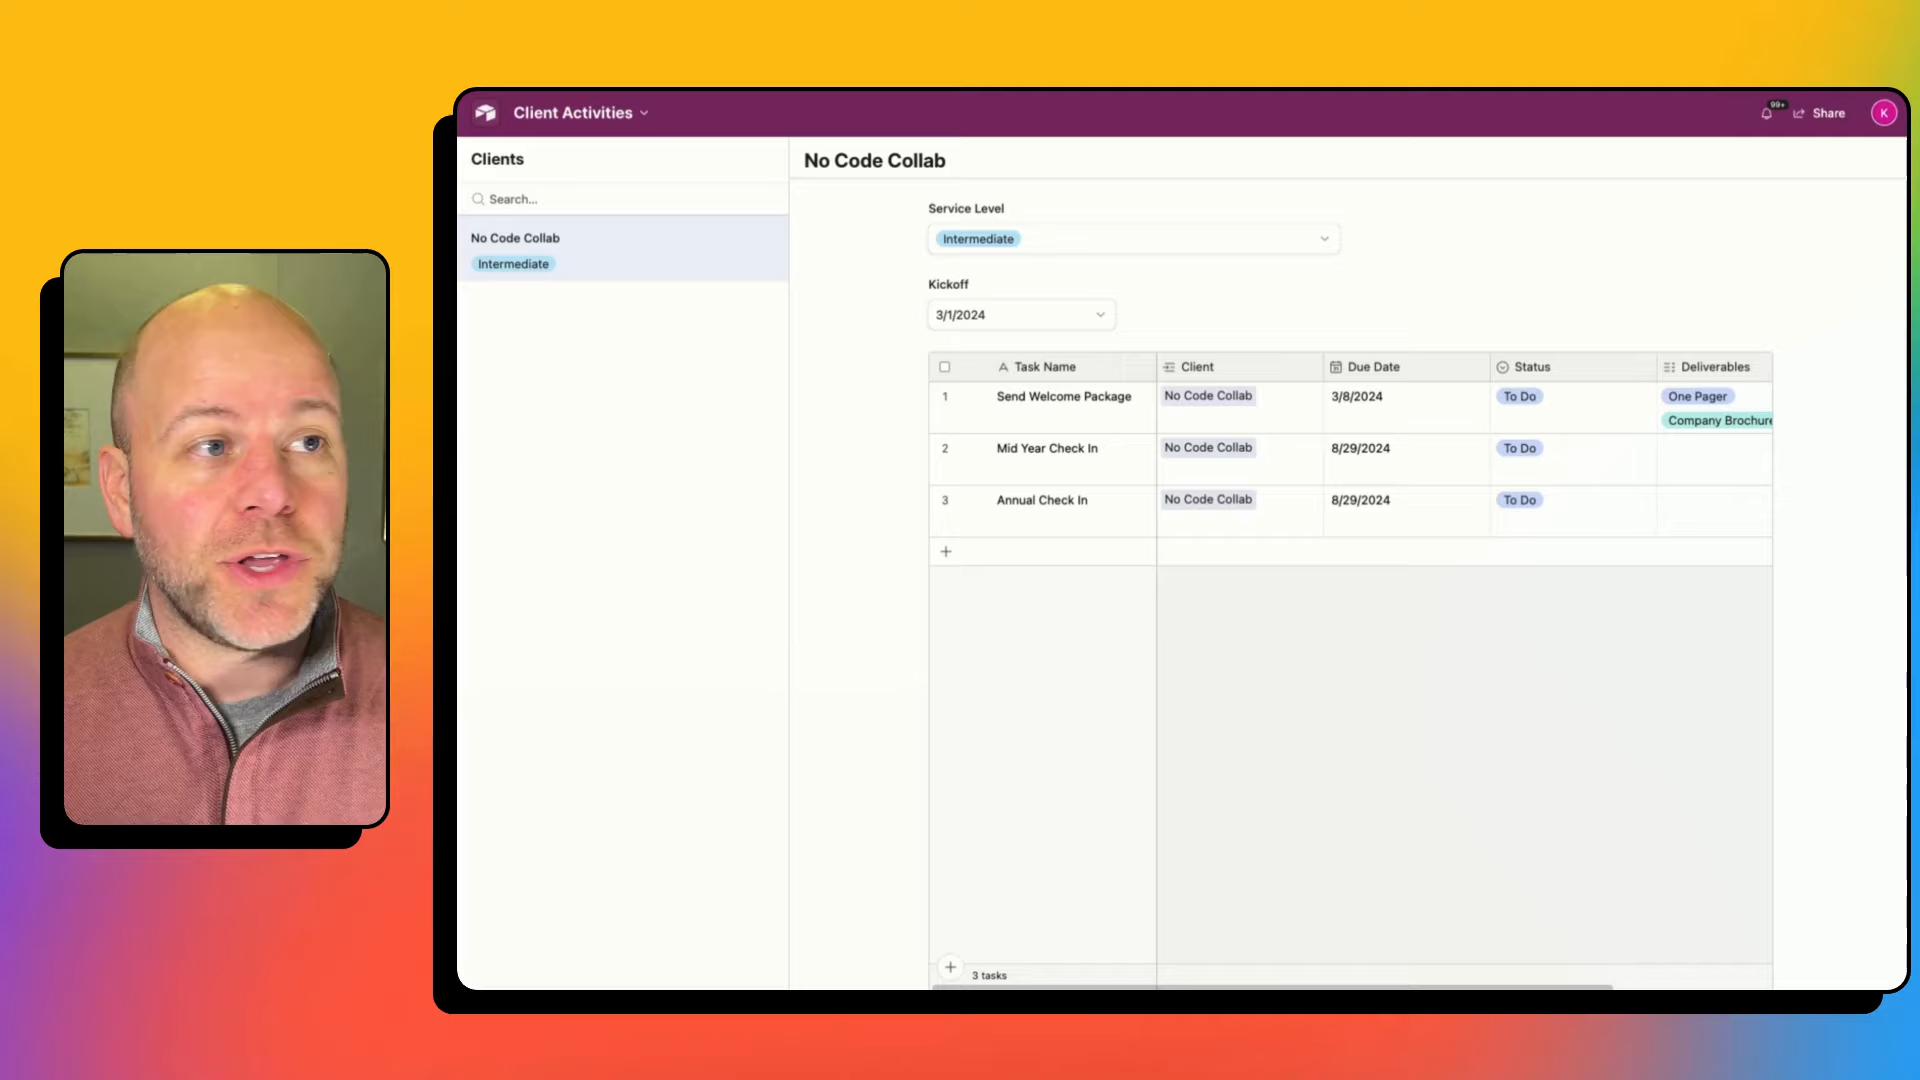 Client Activities
99+
Share
K
Clients
Search...
No Code Collab
Intermediate
No Code Collab
Service Level
Intermediate
Kickoff
3/1/2024
Task Name Client Due Date Status Deliverables
1 Send Welcome Package No Code Collab 3/8/2024 To Do One Pager
Company Brochure
2 Mid Year Check In No Code Collab 8/29/2024 To Do
3 Annual Check In No Code Collab 8/29/2024 To Do
3 tasks